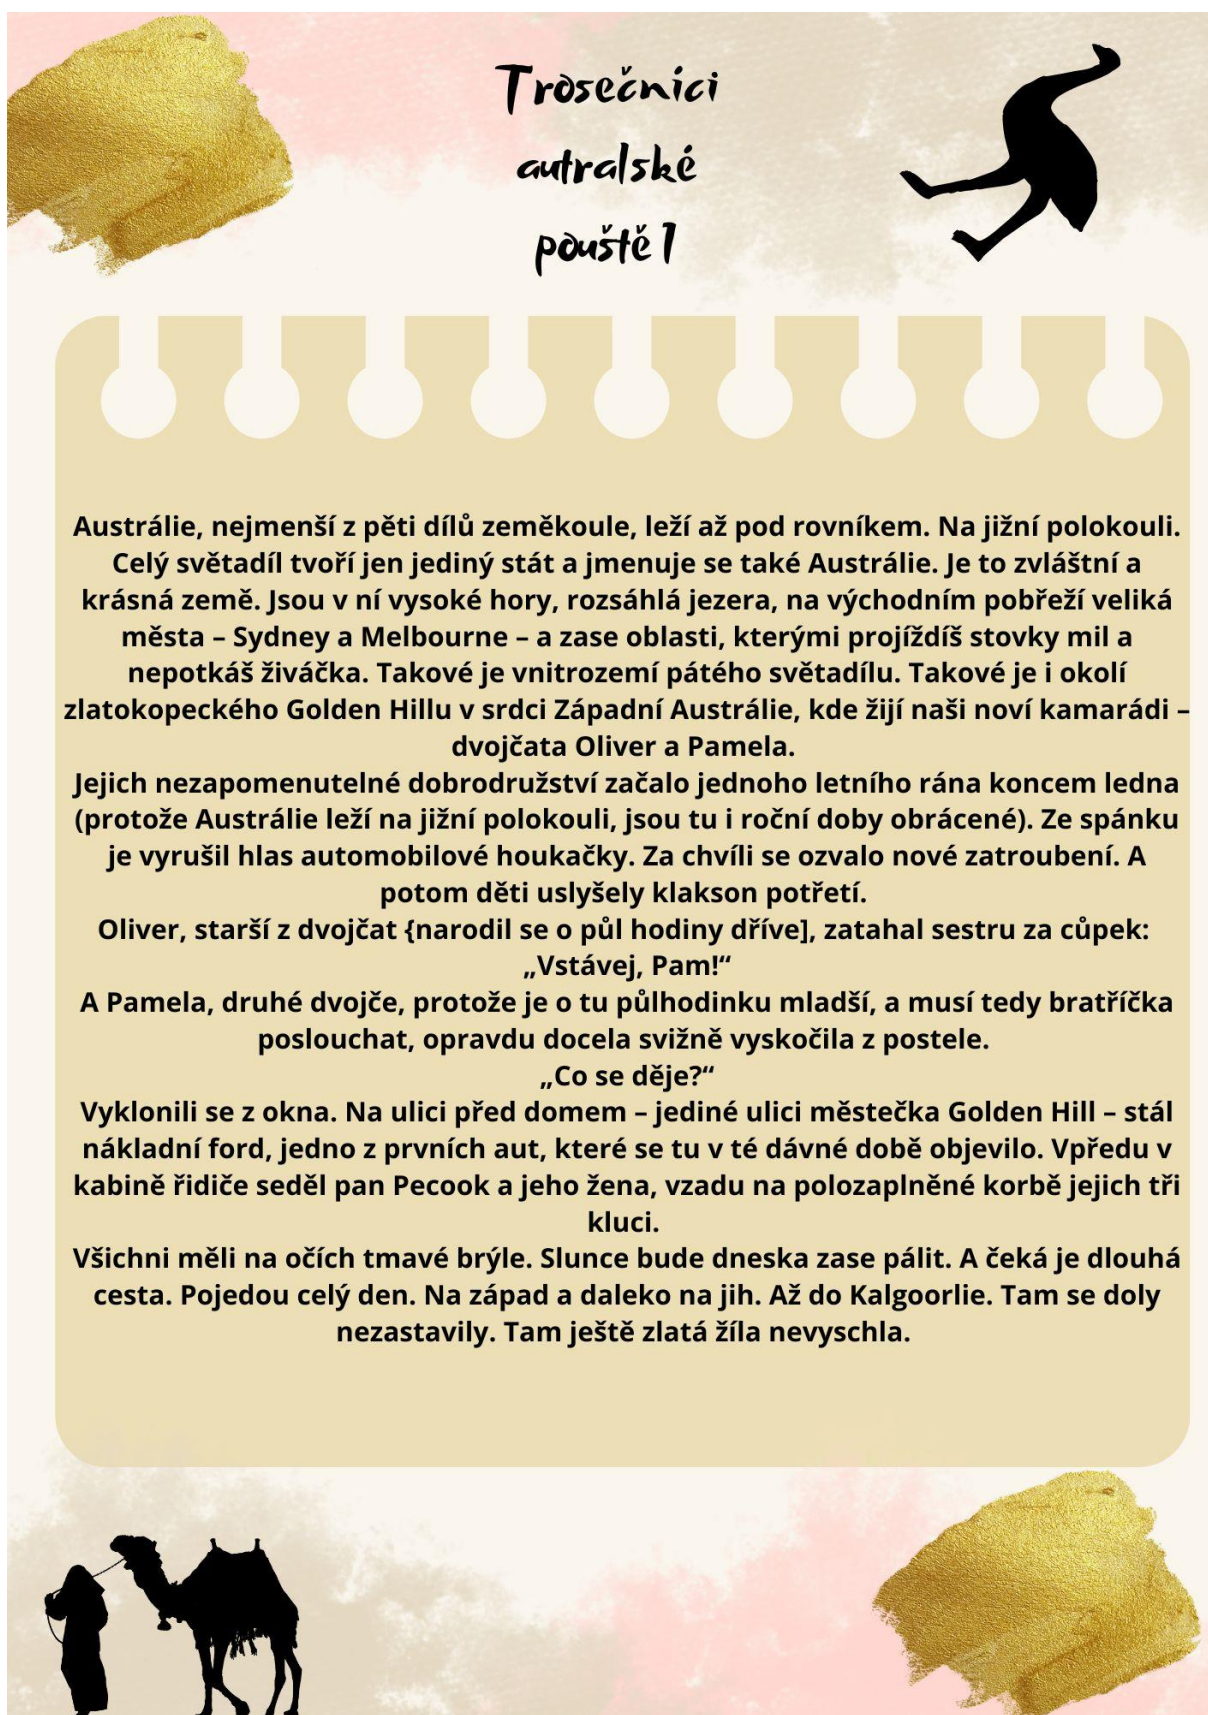 Trosečníci
autralské
pouště 1
Austrálie, nejmenší z pěti dílů zeměkoule, leží až pod rovníkem. Na jižní polokouli.
Celý světadíl tvoří jen jediný stát a jmenuje se také Austrálie. Je to zvláštní a
krásná země. Jsou v ní vysoké hory, rozsáhlá jezera, na východním pobřeží veliká
města – Sydney a Melbourne – a zase oblasti, kterými projíždíš stovky mil a
nepotkáš živáčka. Takové je vnitrozemí pátého světadílu. Takové je i okolí
zlatokopeckého Golden Hillu v srdci Západní Austrálie, kde žijí naši noví kamarádi –
dvojčata Oliver a Pamela.
Jejich nezapomenutelné dobrodružství začalo jednoho letního rána koncem ledna
(protože Austrálie leží na jižní polokouli, jsou tu i roční doby obrácené). Ze spánku
je vyrušil hlas automobilové houkačky. Za chvíli se ozvalo nové zatroubení. A
potom děti uslyšely klakson potřetí.
Oliver, starší z dvojčat {narodil se o půl hodiny dříve], zatahal sestru za cůpek:
„Vstávej, Pam!“
A Pamela, druhé dvojče, protože je o tu půlhodinku mladší, a musí tedy bratříčka
poslouchat, opravdu docela svižně vyskočila z postele.
„Co se děje?“
Vyklonili se z okna. Na ulici před domem – jediné ulici městečka Golden Hill – stál
nákladní ford, jedno z prvních aut, které se tu v té dávné době objevilo. Vpředu v
kabině řidiče seděl pan Pecook a jeho žena, vzadu na polozaplněné korbě jejich tři
kluci.
Všichni měli na očích tmavé brýle. Slunce bude dneska zase pálit. A čeká je dlouhá
cesta. Pojedou celý den. Na západ a daleko na jih. Až do Kalgoorlie. Tam se doly
nezastavily. Tam ještě zlatá žíla nevyschla.